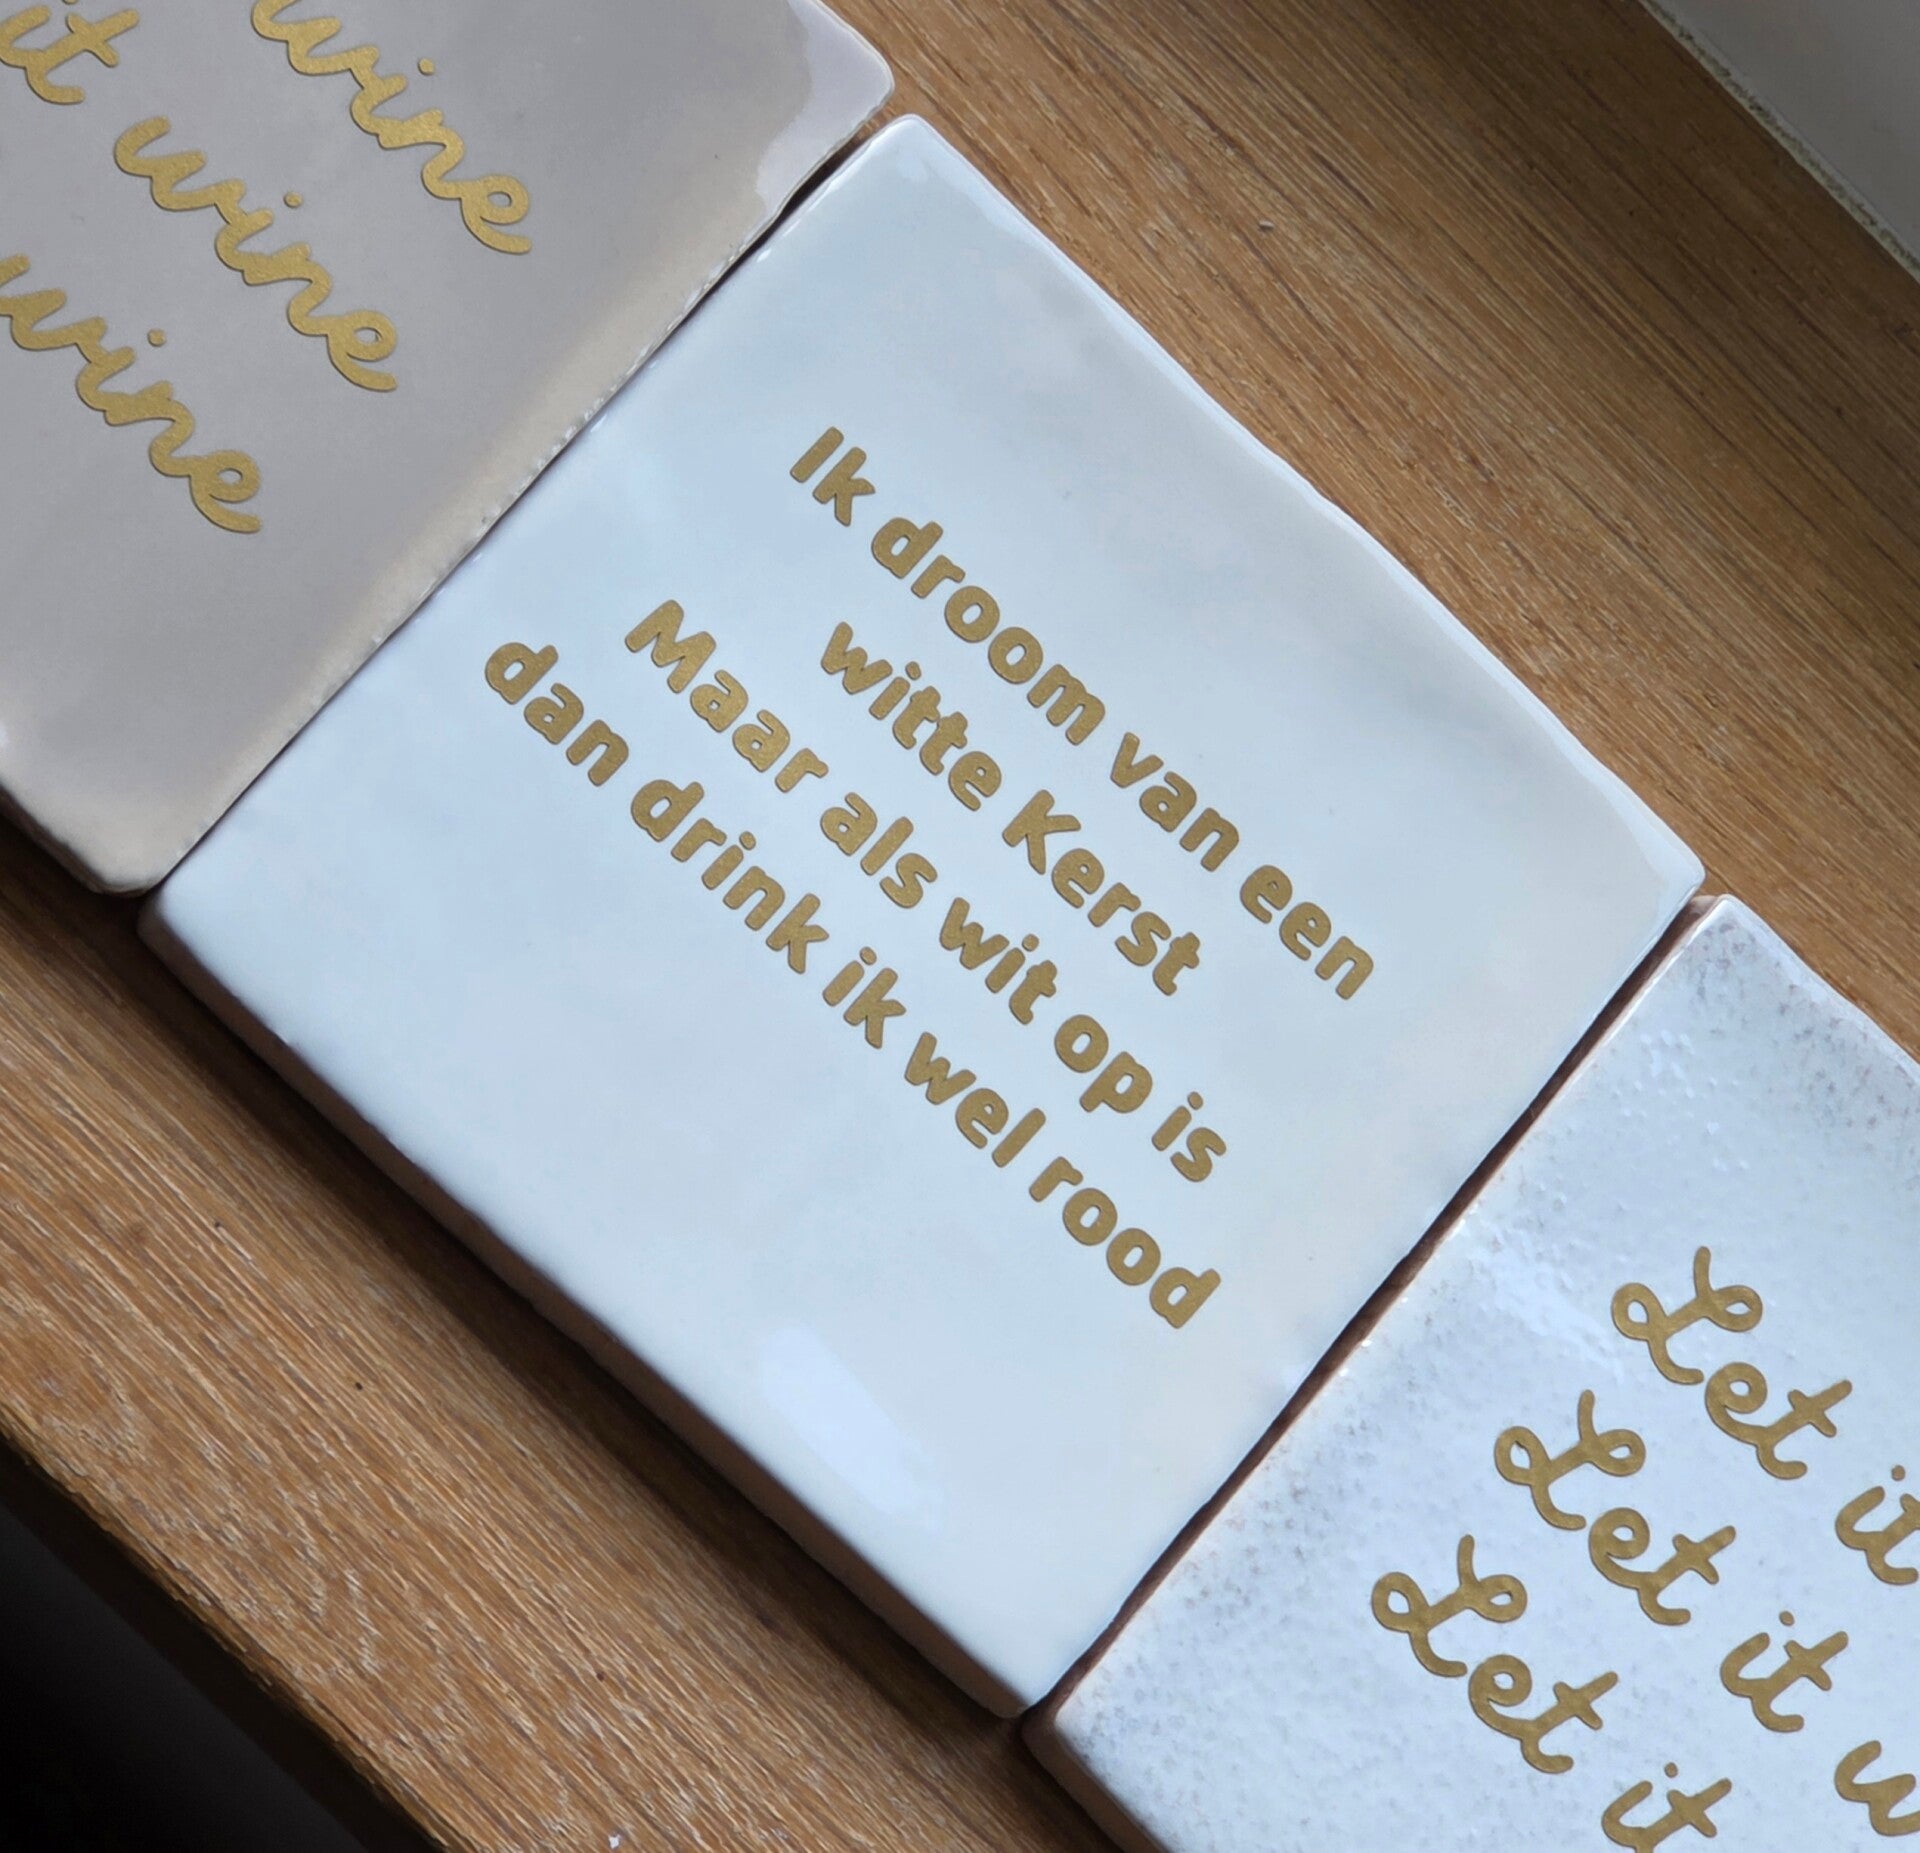 wine
it wine
wine
Ik droom van een
witte Kerst
Maar als wit op is
dan drink ik wel rood
Let it
Let it w
Let it